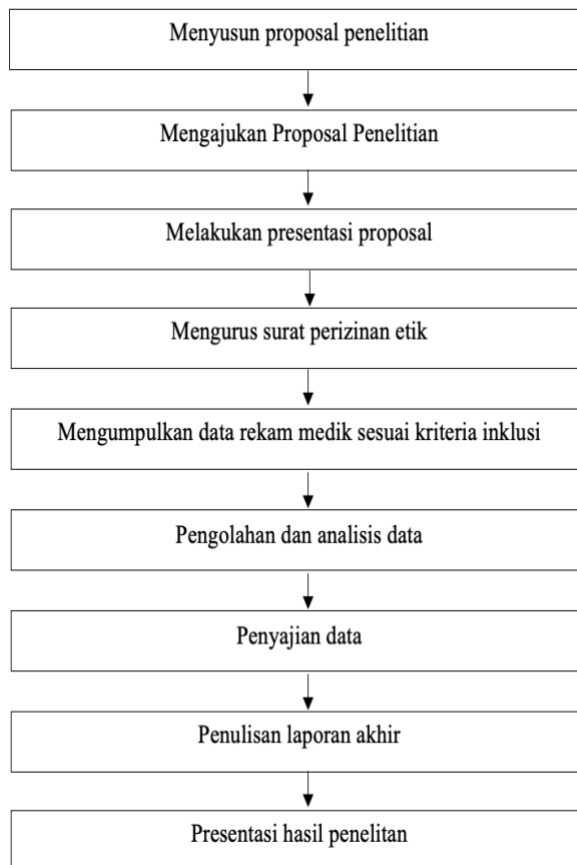 Menyusun proposal penelitian
Mengajukan Proposal Penelitian
Melakukan presentasi proposal
Mengurus surat perizinan etik
Mengumpulkan data rekam medik sesuai kriteria inklusi
Pengolahan dan analisis data
Penyajian data
Penulisan laporan akhir
Presentasi hasil penelitan